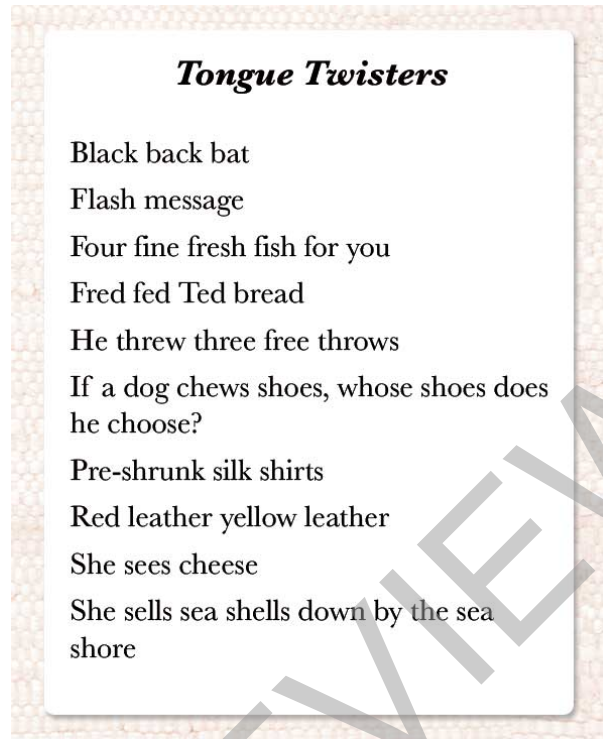 Tongue Twisters
Black back bat
Flash message
Four fine fresh fish for you
Fred fed Ted bread
He threw three free throws
If a dog chews shoes, whose shoes does
he choose?
Pre-shrunk silk shirts
Red leather yellow leather
She sees cheese
She sells sea shells down by the sea
shore